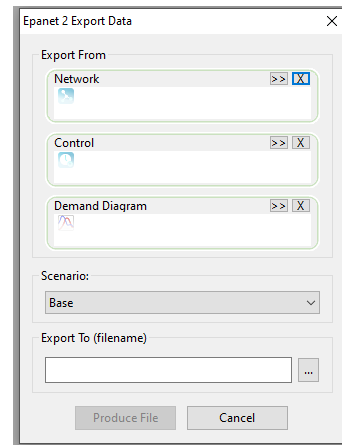 Epanet 2 Export Data
Export From
Network >> X
Control >> X
Demand Diagram >> X
Scenario:
Base
Export To (filename)
...
Produce File Cancel